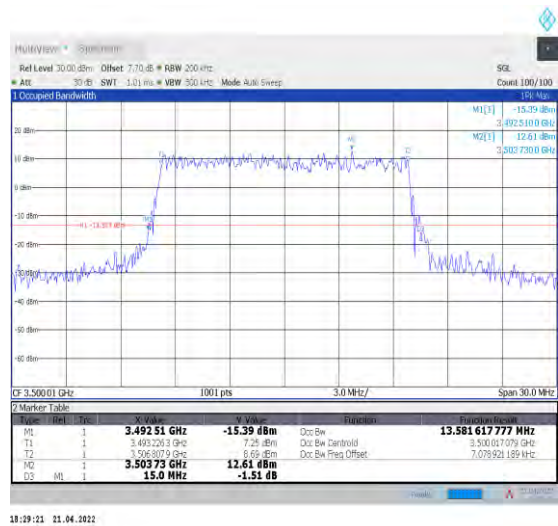 MultiView Spectrum
Ref Level 30.00 dBm Offset 7.70 dB RBW 200 kHz SGL
Att 30 dB SWT 1.01 ms VBW 500 kHz Mode Auto Sweep Count 100/100
1 Occupied Bandwidth 1Pk Max
M1[1] -15.39 dBm
3.492510 0 GHz
M2[1] 12.61 dBm
3.503730 0 GHz
20 dBm
10 dBm
0 dBm
-10 dBm
-20 dBm
-30 dBm
-40 dBm
-50 dBm
-60 dBm
CF 3.500 01 GHz 1001 pts 3.0 MHz/ Span 30.0 MHz
2 Marker Table
Type Ref Trc X-Value Y-Value Function Function Result
M1 1 3.492 51 GHz -15.39 dBm Occ Bw 13.581 617 777 MHz
T1 1 3.493 226 3 GHz 7.25 dBm Occ Bw Centroid 3.500 017 079 GHz
T2 1 3.506 807 9 GHz 8.69 dBm Occ Bw Freq Offset 7.078 921 189 kHz
M2 1 3.503 73 GHz 12.61 dBm
D3 M1 1 15.0 MHz -1.51 dB
18:29:21 21.04.2022